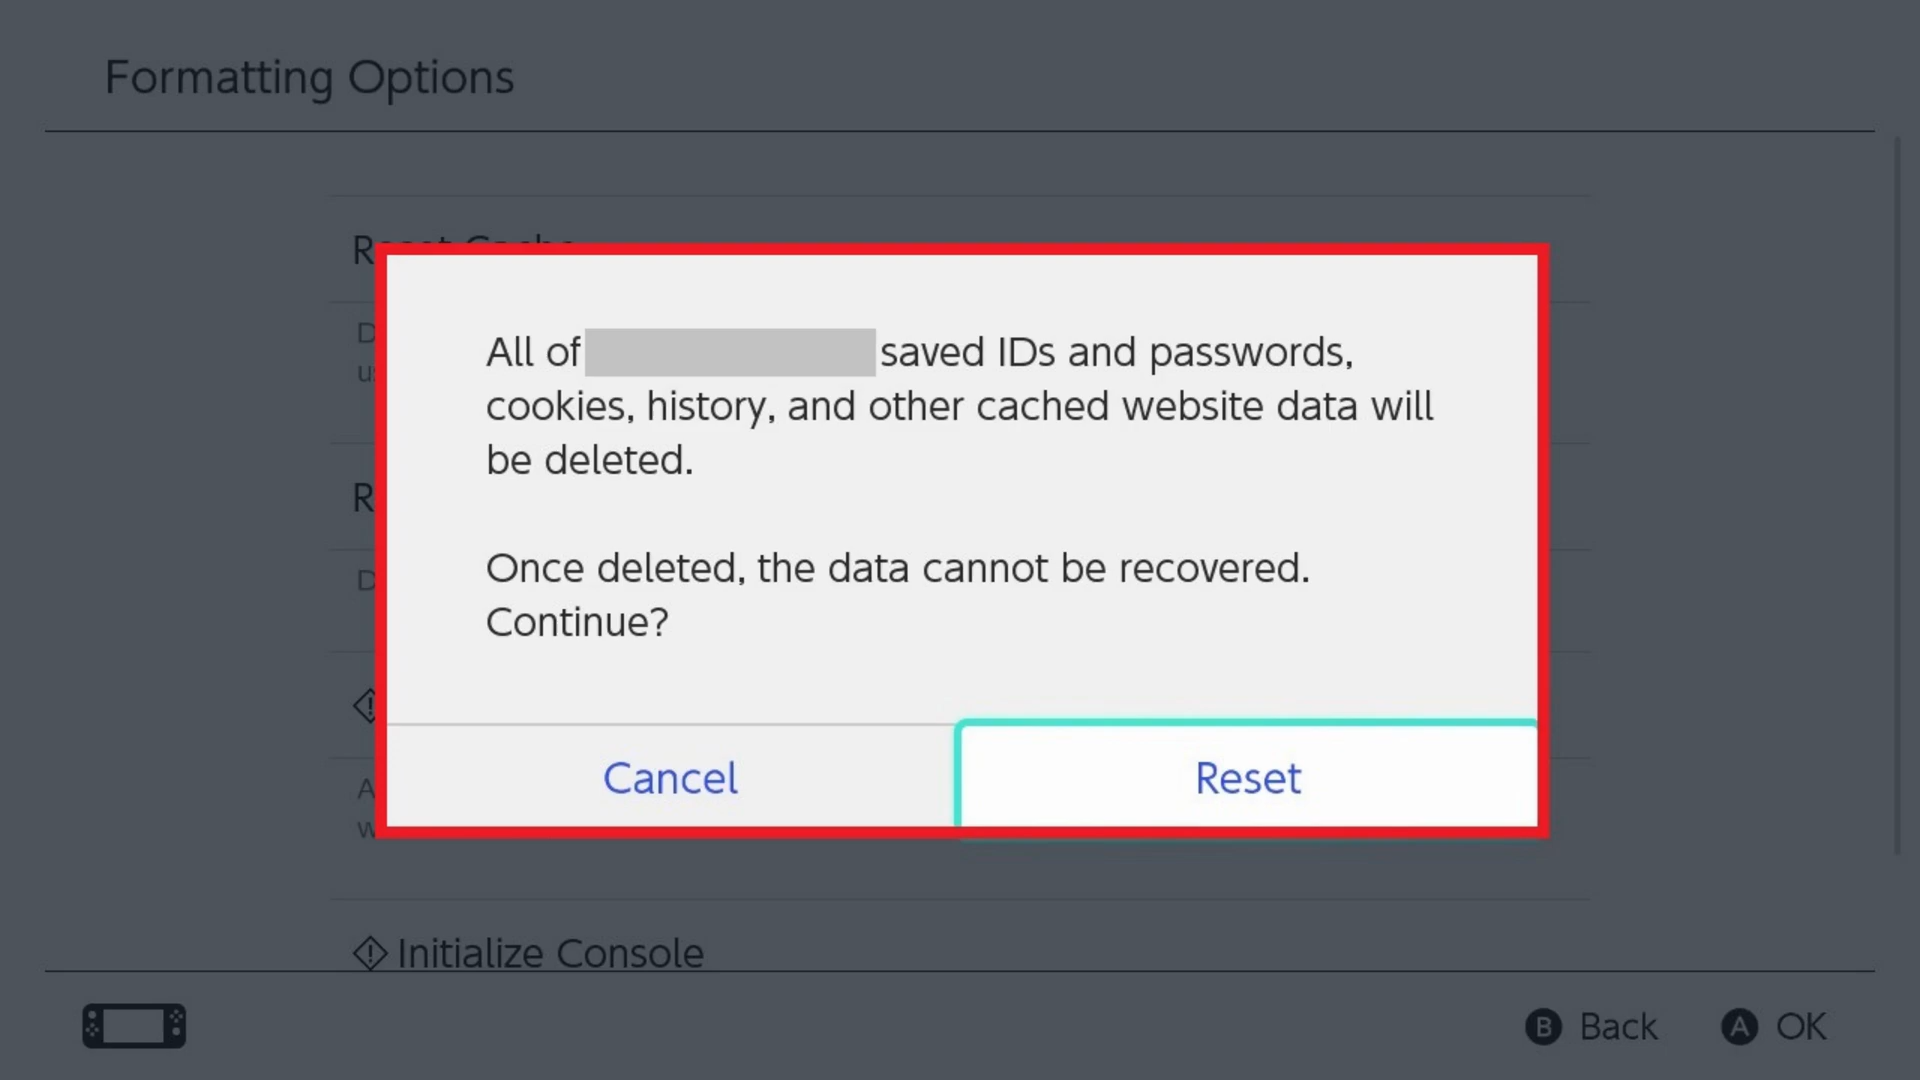 Formatting Options
All of saved IDs and passwords,
cookies, history, and other cached website data will
be deleted.
Once deleted, the data cannot be recovered.
Continue?
Cancel Reset
Initialize Console
B Back A OK